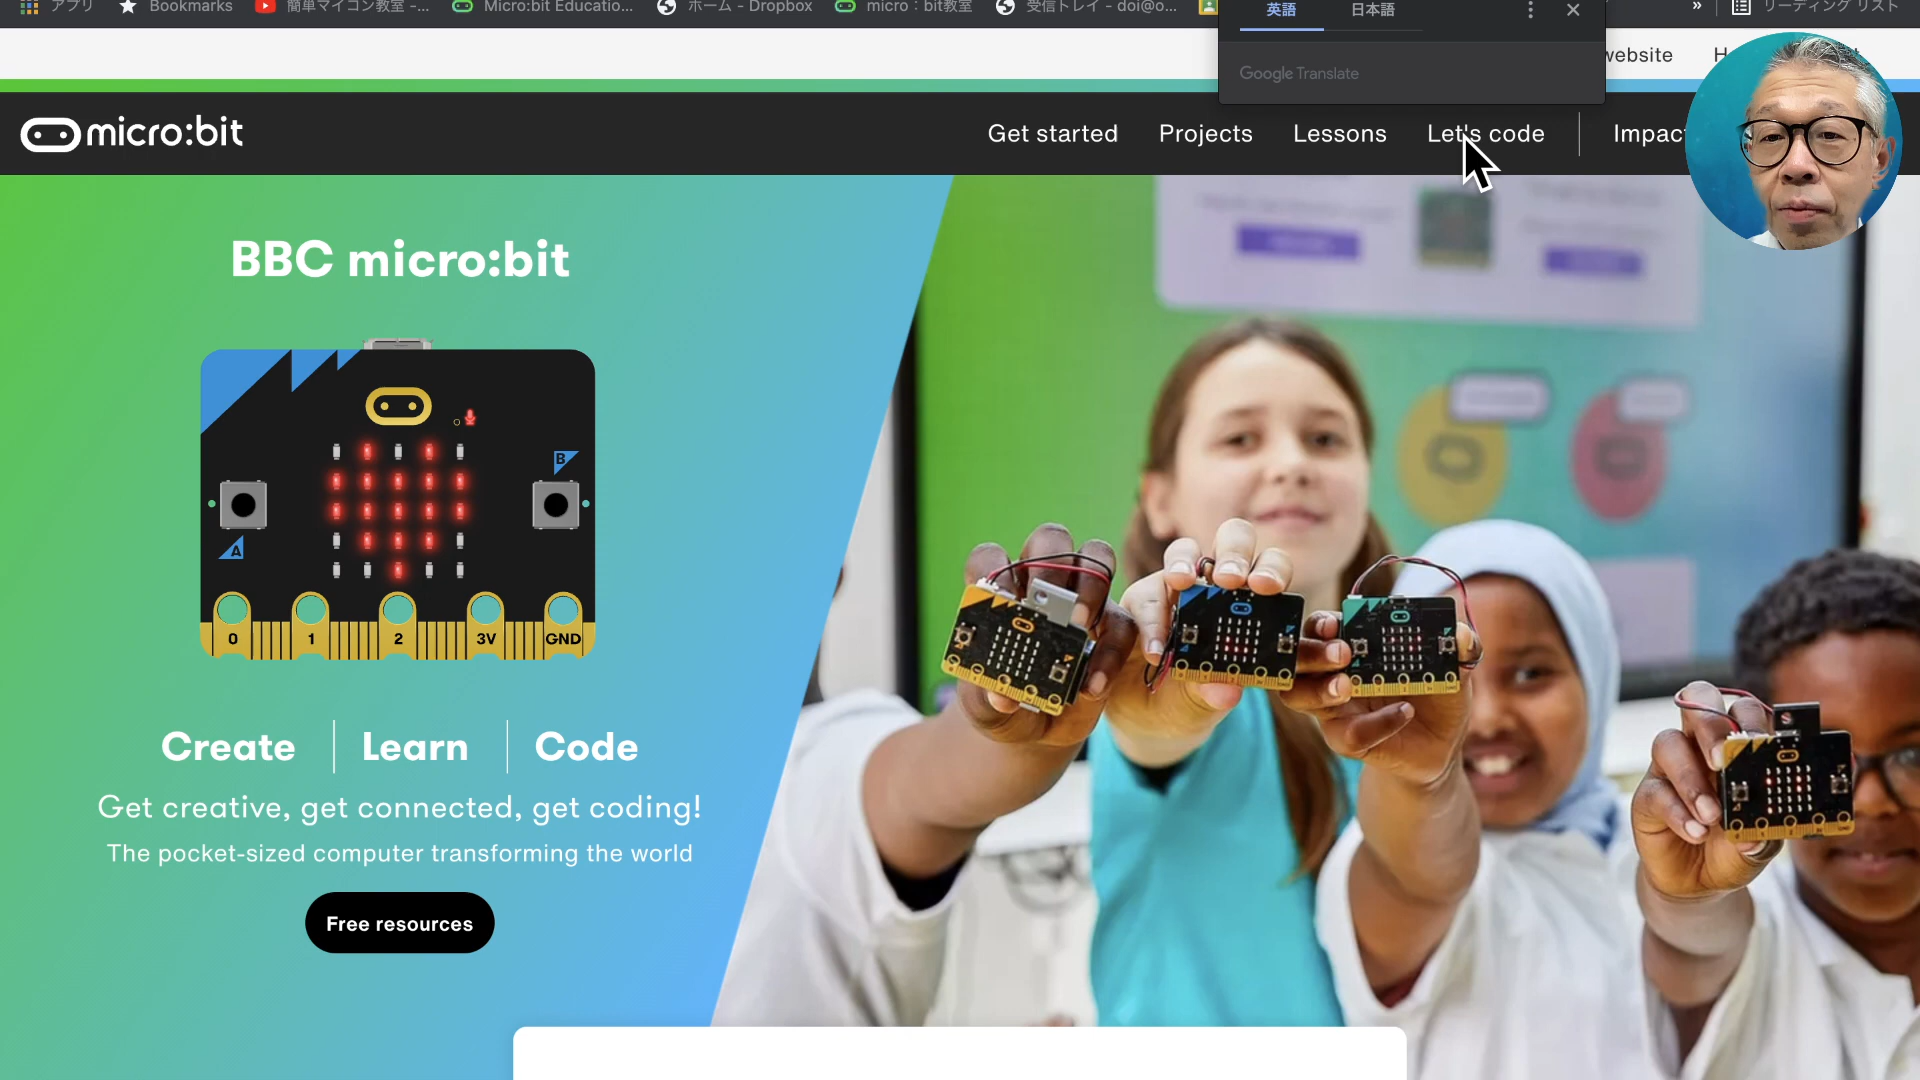 アプリ Bookmarks 簡単マイコン教室 -... Micro:bit Educatio... ホーム - Dropbox micro：bit教室 受信トレイ - doi@o... » リーディング リスト
英語 日本語
Google Translate
website
micro:bit Get started Projects Lessons Let's code Impact
BBC micro:bit
B
A
0 1 2 3V GND
Create Learn Code
Get creative, get connected, get coding!
The pocket-sized computer transforming the world
Free resources